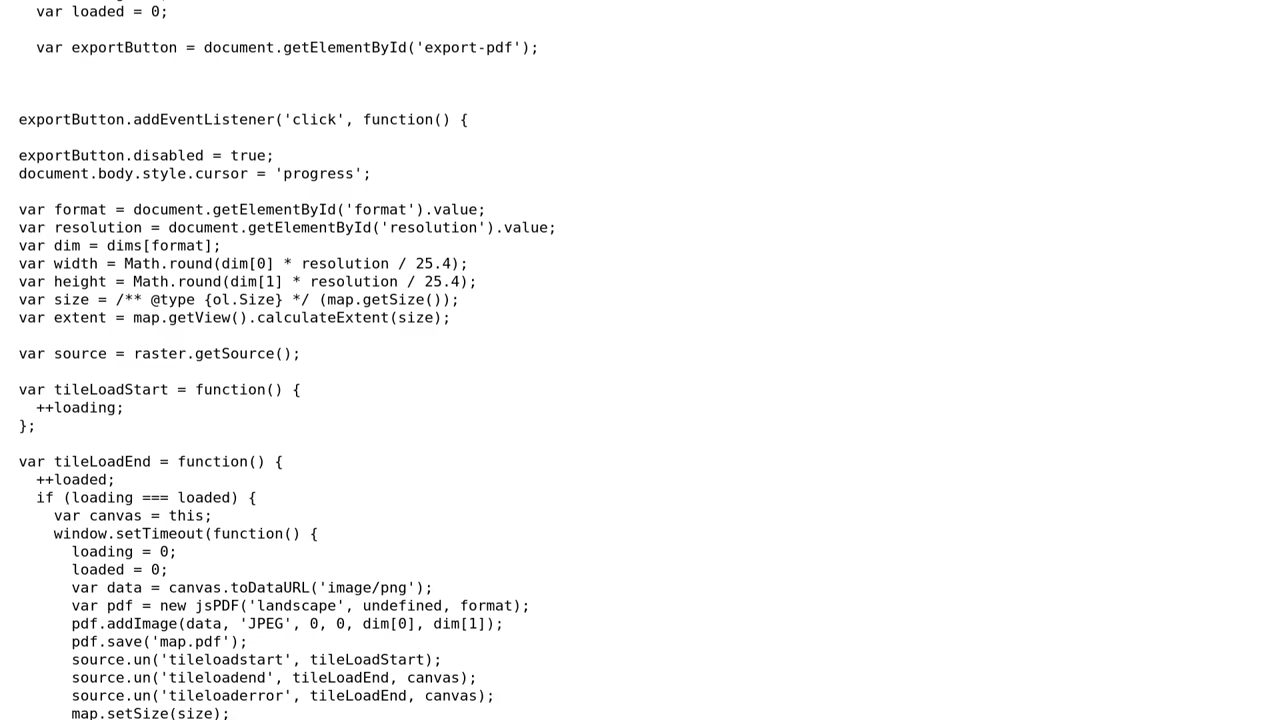 var loaded = 0;
var exportButton = document.getElementById('export-pdf');
exportButton.addEventListener('click', function() {
exportButton.disabled = true;
document.body.style.cursor = 'progress';
var format = document.getElementById('format').value;
var resolution = document.getElementById('resolution').value;
var dim = dims[format];
var width = Math.round(dim[0] * resolution / 25.4);
var height = Math.round(dim[1] * resolution / 25.4);
var size = /** @type {ol.Size} */ (map.getSize());
var extent = map.getView().calculateExtent(size);
var source = raster.getSource();
var tileLoadStart = function() {
++loading;
};
var tileLoadEnd = function() {
++loaded;
if (loading === loaded) {
var canvas = this;
window.setTimeout(function() {
loading = 0;
loaded = 0;
var data = canvas.toDataURL('image/png');
var pdf = new jsPDF('landscape', undefined, format);
pdf.addImage(data, 'JPEG', 0, 0, dim[0], dim[1]);
pdf.save('map.pdf');
source.un('tileloadstart', tileLoadStart);
source.un('tileloadend', tileLoadEnd, canvas);
source.un('tileloaderror', tileLoadEnd, canvas);
map.setSize(size);